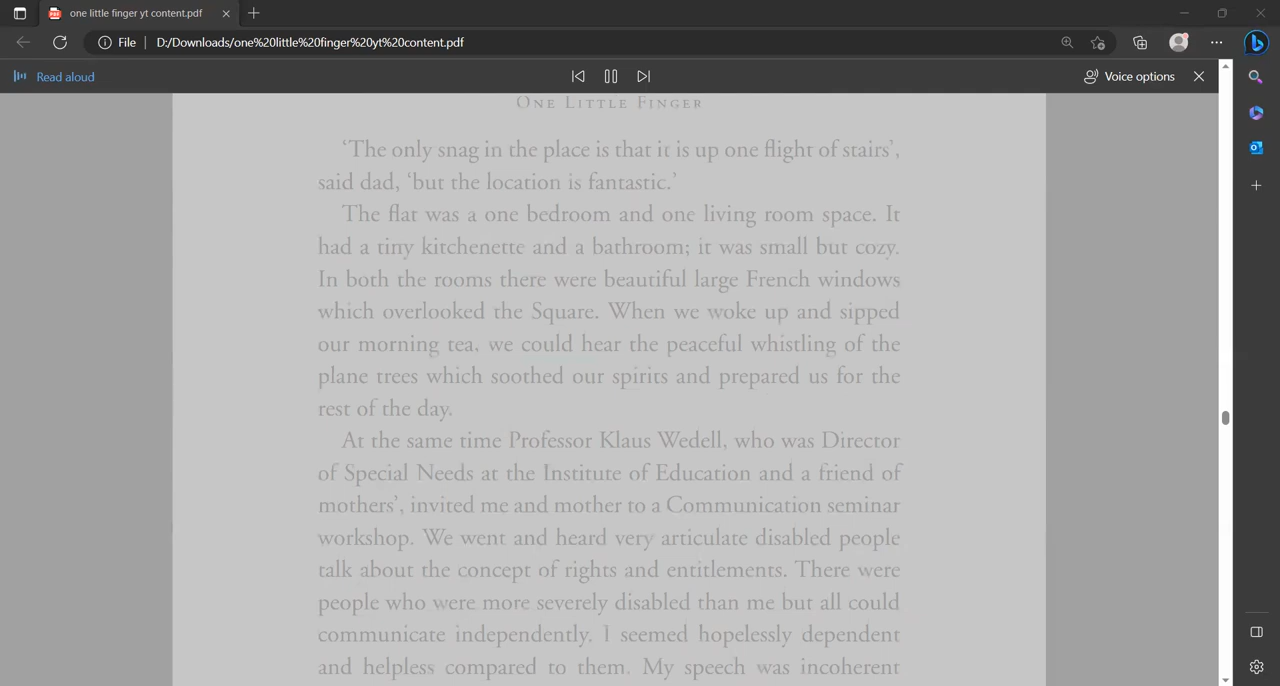 one little finger yt content.pdf
File
D:/Downloads/one%20little%20finger%20yt%20content.pdf
Read aloud
Voice options
One Little Finger
‘The only snag in the place is that it is up one flight of stairs’,
said dad, ‘but the location is fantastic.’
The flat was a one bedroom and one living room space. It
had a tiny kitchenette and a bathroom; it was small but cozy.
In both the rooms there were beautiful large French windows
which overlooked the Square. When we woke up and sipped
our morning tea, we could hear the peaceful whistling of the
plane trees which soothed our spirits and prepared us for the
rest of the day.
At the same time Professor Klaus Wedell, who was Director
of Special Needs at the Institute of Education and a friend of
mothers’, invited me and mother to a Communication seminar
workshop. We went and heard very articulate disabled people
talk about the concept of rights and entitlements. There were
people who were more severely disabled than me but all could
communicate independently. I seemed hopelessly dependent
and helpless compared to them. My speech was incoherent